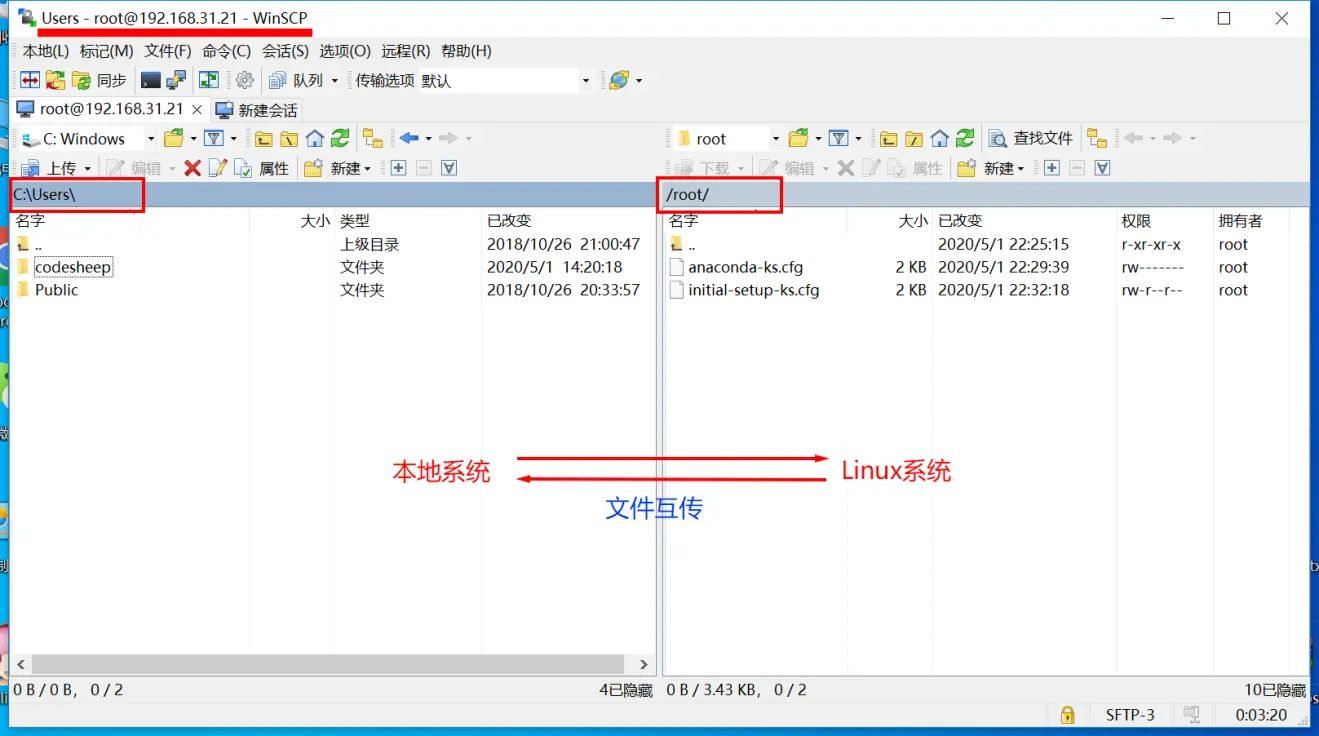 Users - root@192.168.31.21 - WinSCP
本地(L) 标记(M) 文件(F) 命令(C) 会话(S) 选项(O) 远程(R) 帮助(H)
同步 队列 传输选项 默认
root@192.168.31.21 × 新建会话
C: Windows root 查找文件
上传 编辑 属性 新建 下载 编辑 属性 新建
C:\Users\ /root/
名字 大小 类型 已改变 名字 大小 已改变 权限 拥有者
.. 上级目录 2018/10/26 21:00:47 .. 2020/5/1 22:25:15 r-xr-xr-x root
codesheep 文件夹 2020/5/1 14:20:18 anaconda-ks.cfg 2 KB 2020/5/1 22:29:39 rw------- root
Public 文件夹 2018/10/26 20:33:57 initial-setup-ks.cfg 2 KB 2020/5/1 22:32:18 rw-r--r-- root
本地系统 Linux系统
文件互传
0 B / 0 B， 0 / 2 4已隐藏 0 B / 3.43 KB， 0 / 2 10已隐藏
SFTP-3 0:03:20